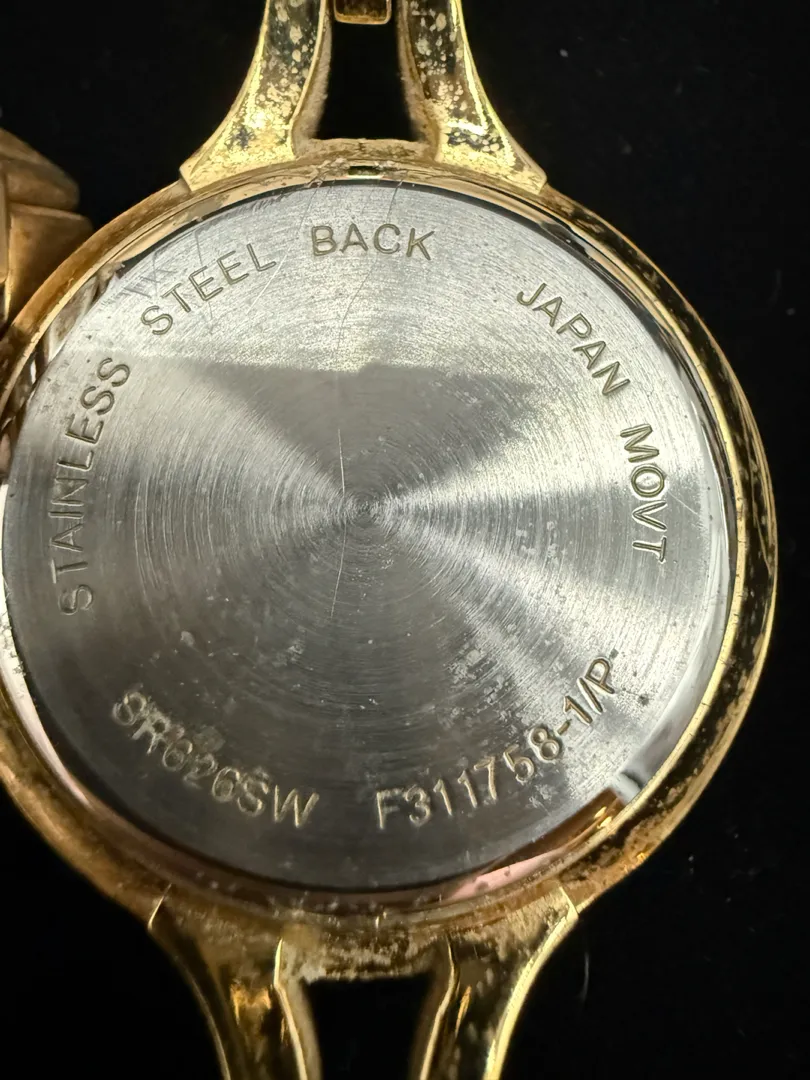 STAINLESS STEEL BACK
JAPAN MOVT
SR626SW
F311758-1/P